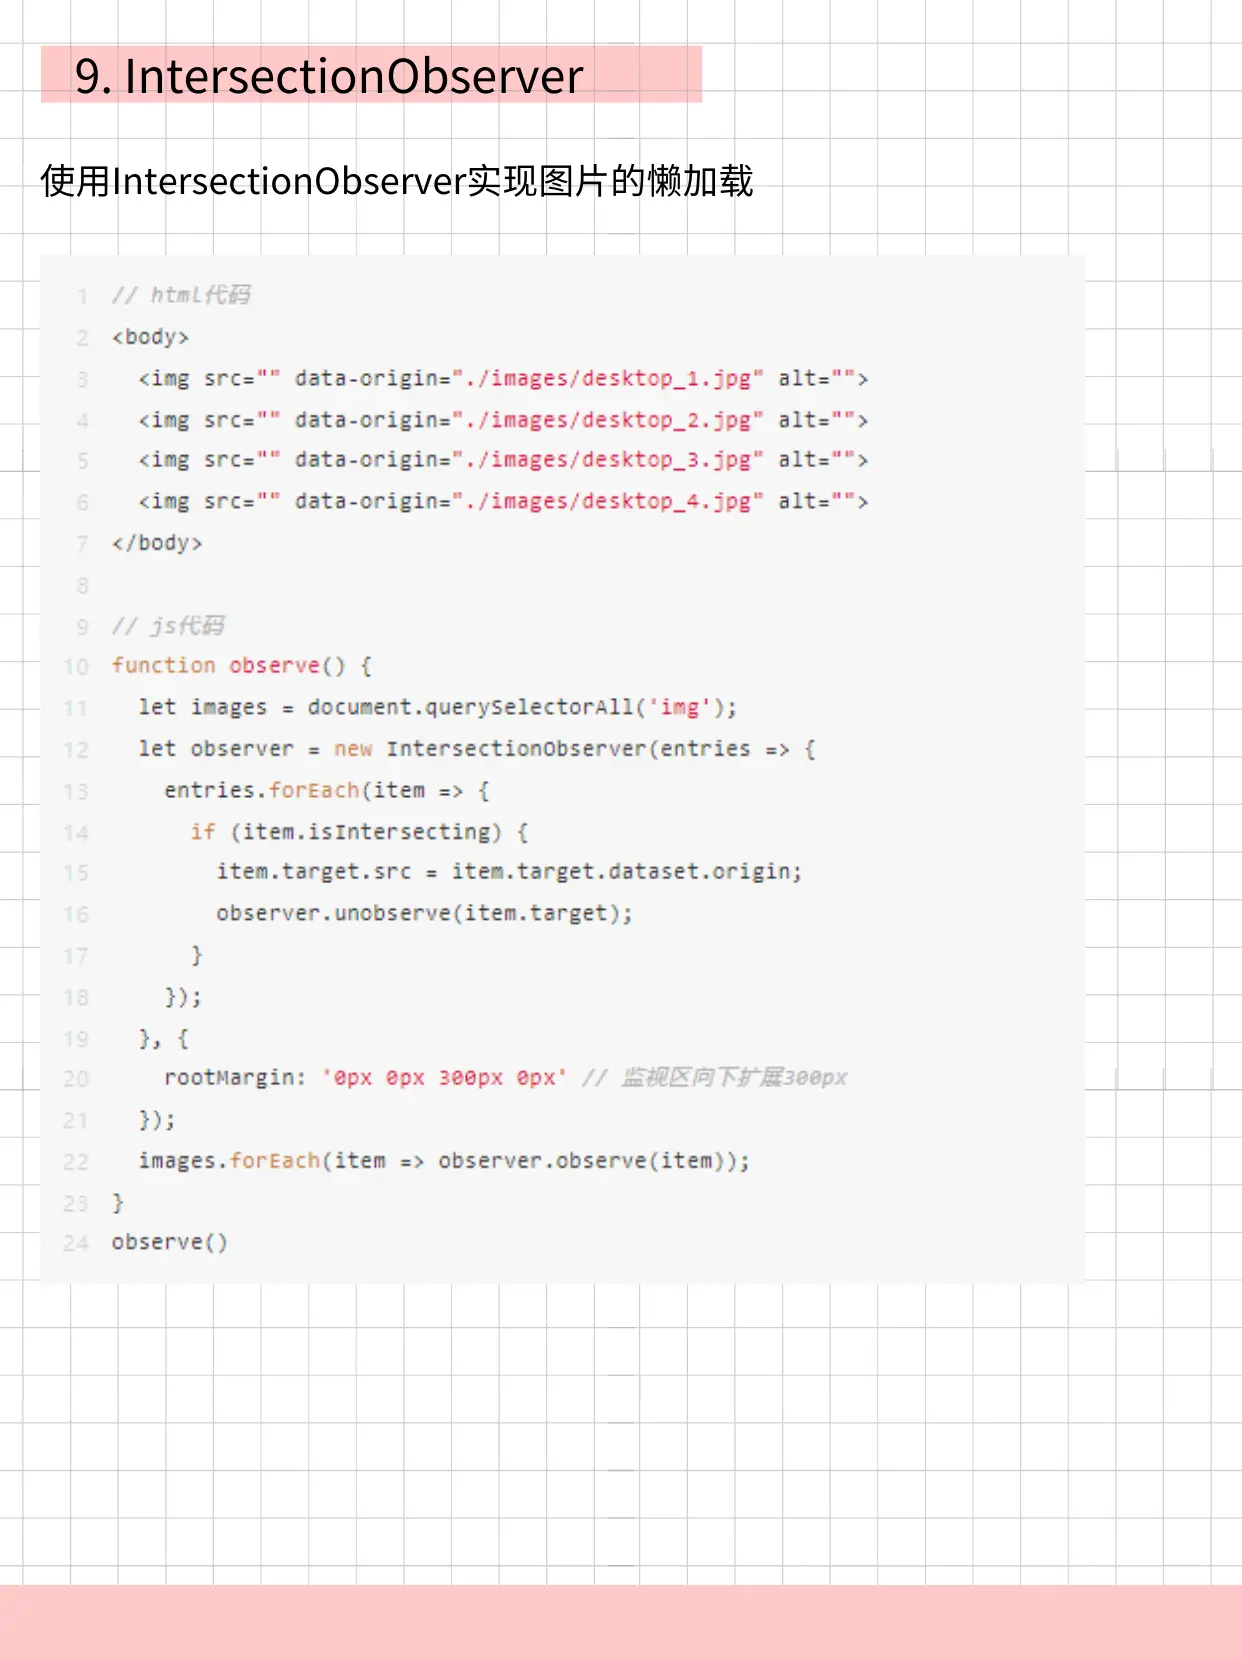 9. IntersectionObserver
使用IntersectionObserver实现图片的懒加载
1 // html代码
2 <body>
3   <img src="" data-origin="./images/desktop_1.jpg" alt="">
4   <img src="" data-origin="./images/desktop_2.jpg" alt="">
5   <img src="" data-origin="./images/desktop_3.jpg" alt="">
6   <img src="" data-origin="./images/desktop_4.jpg" alt="">
7 </body>
8
9 // js代码
10 function observe() {
11   let images = document.querySelectorAll('img');
12   let observer = new IntersectionObserver(entries => {
13     entries.forEach(item => {
14       if (item.isIntersecting) {
15         item.target.src = item.target.dataset.origin;
16         observer.unobserve(item.target);
17       }
18     });
19   }, {
20     rootMargin: '0px 0px 300px 0px' // 监视区向下扩展300px
21   });
22   images.forEach(item => observer.observe(item));
23 }
24 observe()